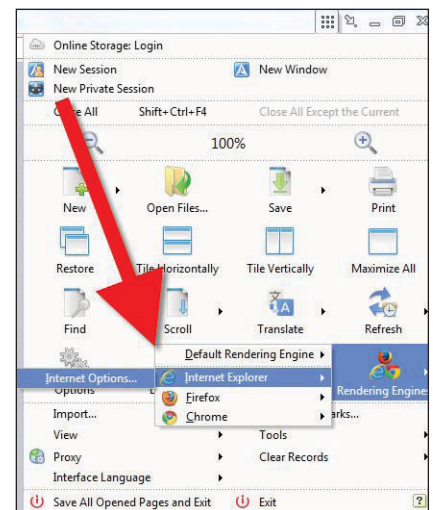 Online Storage: Login
New Session New Window
New Private Session
Close All Shift+Ctrl+F4 Close All Except the Current
100%
New Open Files... Save Print
Restore Tile Horizontally Tile Vertically Maximize All
Find Scroll Translate Refresh
Default Rendering Engine
Internet Options... Internet Explorer
Options Rendering Engine
Firefox
Import...
Chrome
View Tools
Proxy Clear Records
Interface Language
Save All Opened Pages and Exit Exit ?